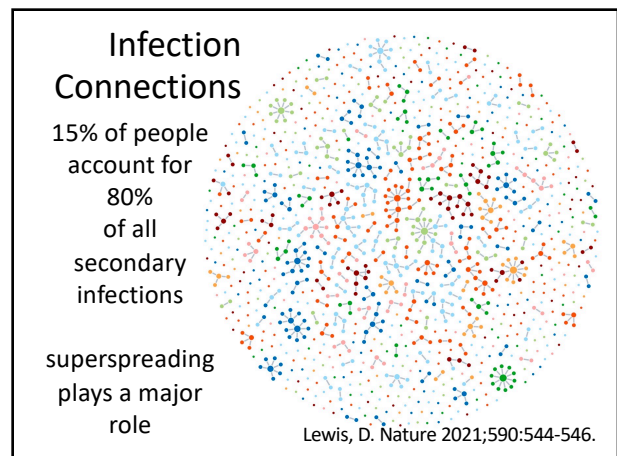 Infection
Connections
15% of people
account for
80%
of all
secondary
infections
superspreading
plays a major
role
Lewis, D. Nature 2021;590:544-546.